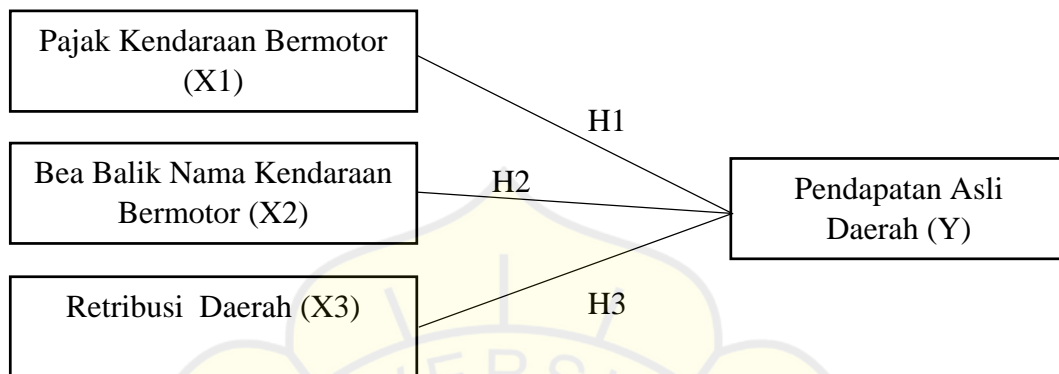 Pajak Kendaraan Bermotor
(X1)
H1
Bea Balik Nama Kendaraan
Bermotor (X2)
H2
Pendapatan Asli
Daerah (Y)
Retribusi Daerah (X3)
H3